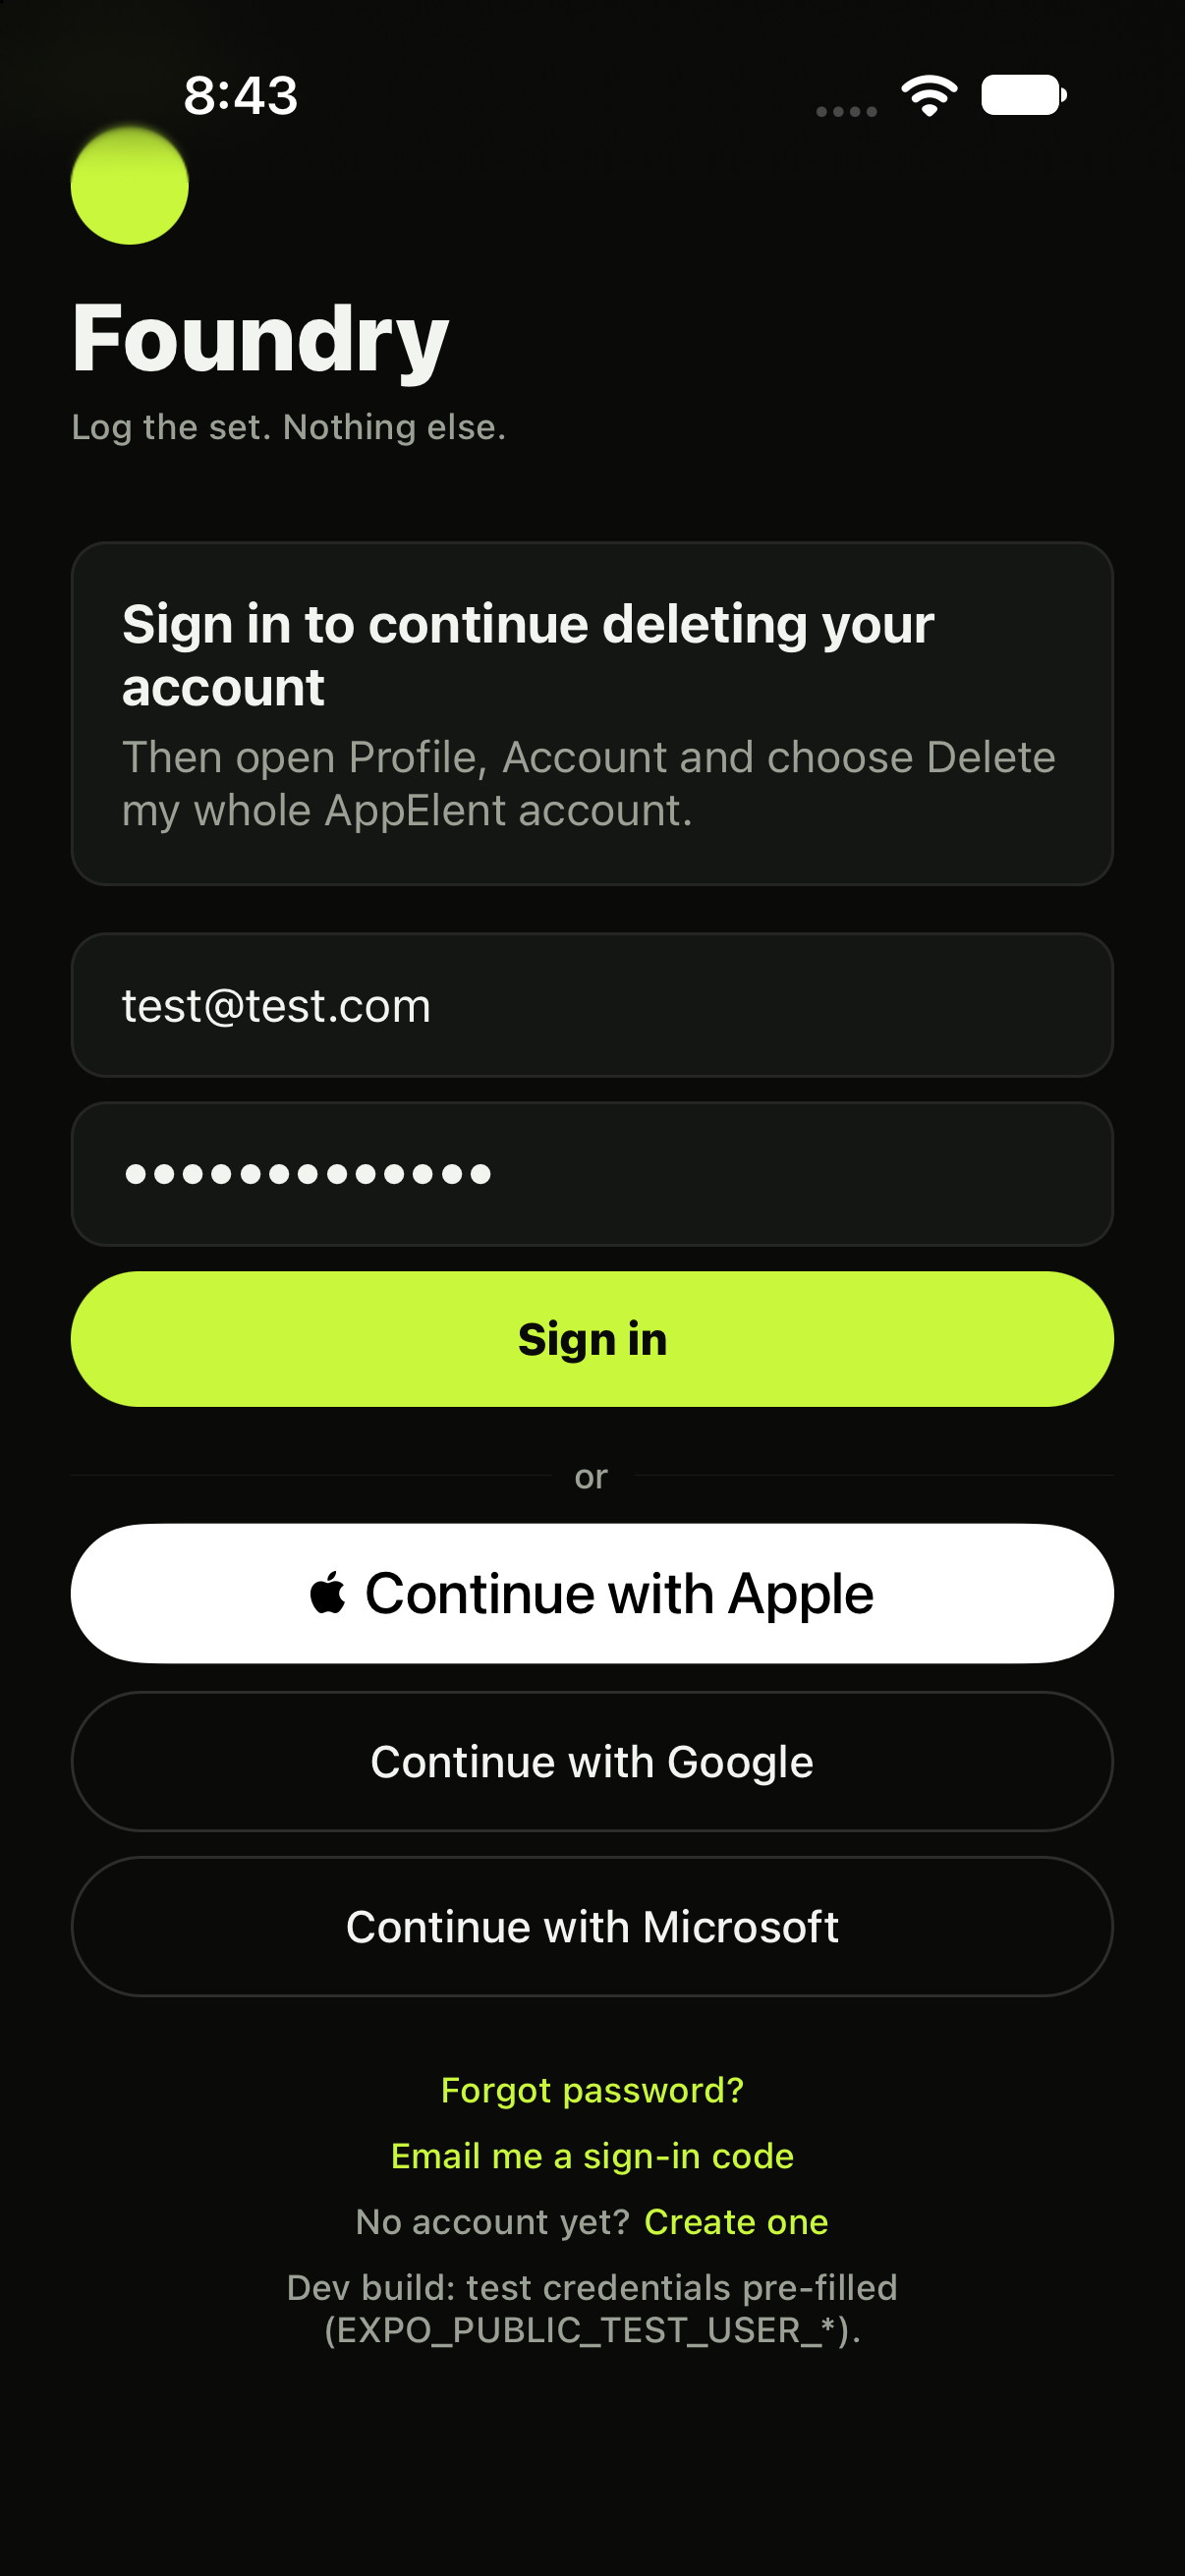 8:43
Foundry
Log the set. Nothing else.
Sign in to continue deleting your
account
Then open Profile, Account and choose Delete
my whole AppElent account.
test@test.com
•••••••••••••
Sign in
or
Continue with Apple
Continue with Google
Continue with Microsoft
Forgot password?
Email me a sign-in code
No account yet? Create one
Dev build: test credentials pre-filled
(EXPO_PUBLIC_TEST_USER_*).